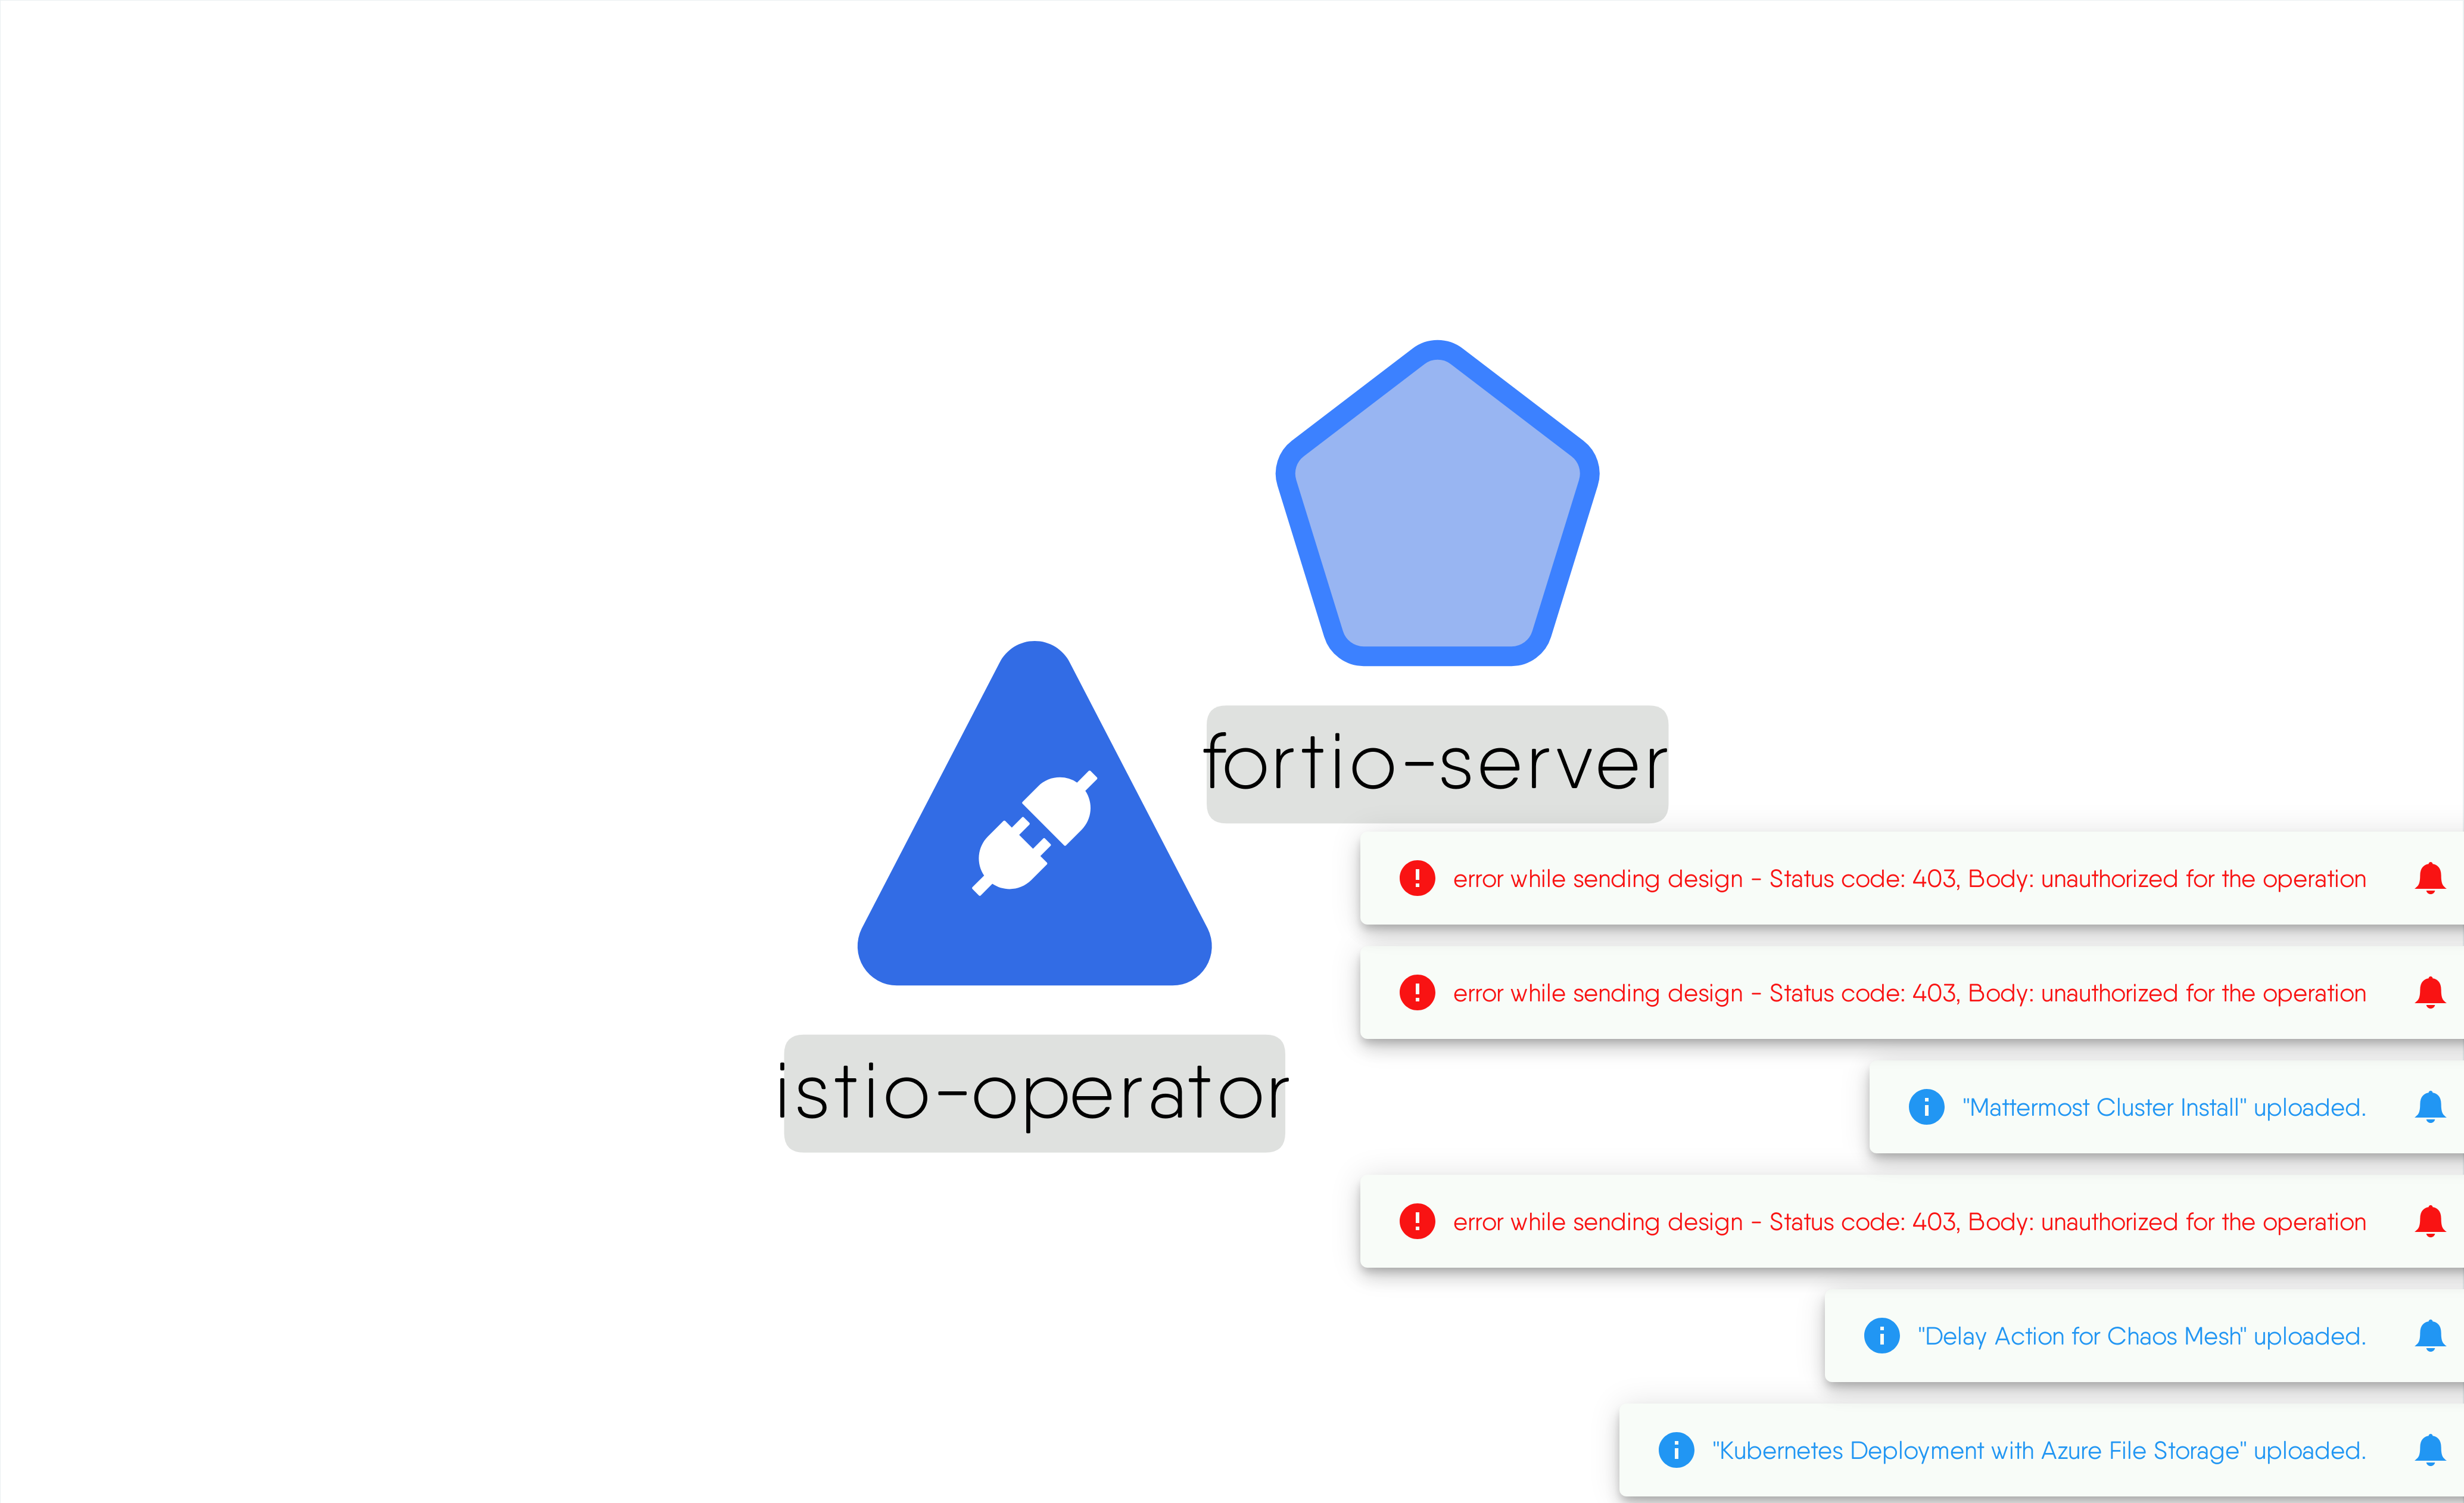 fortio-server
error while sending design - Status code: 403, Body: unauthorized for the operation
error while sending design - Status code: 403, Body: unauthorized for the operation
istio-operator
"Mattermost Cluster Install" uploaded.
error while sending design - Status code: 403, Body: unauthorized for the operation
"Delay Action for Chaos Mesh" uploaded.
"Kubernetes Deployment with Azure File Storage" uploaded.